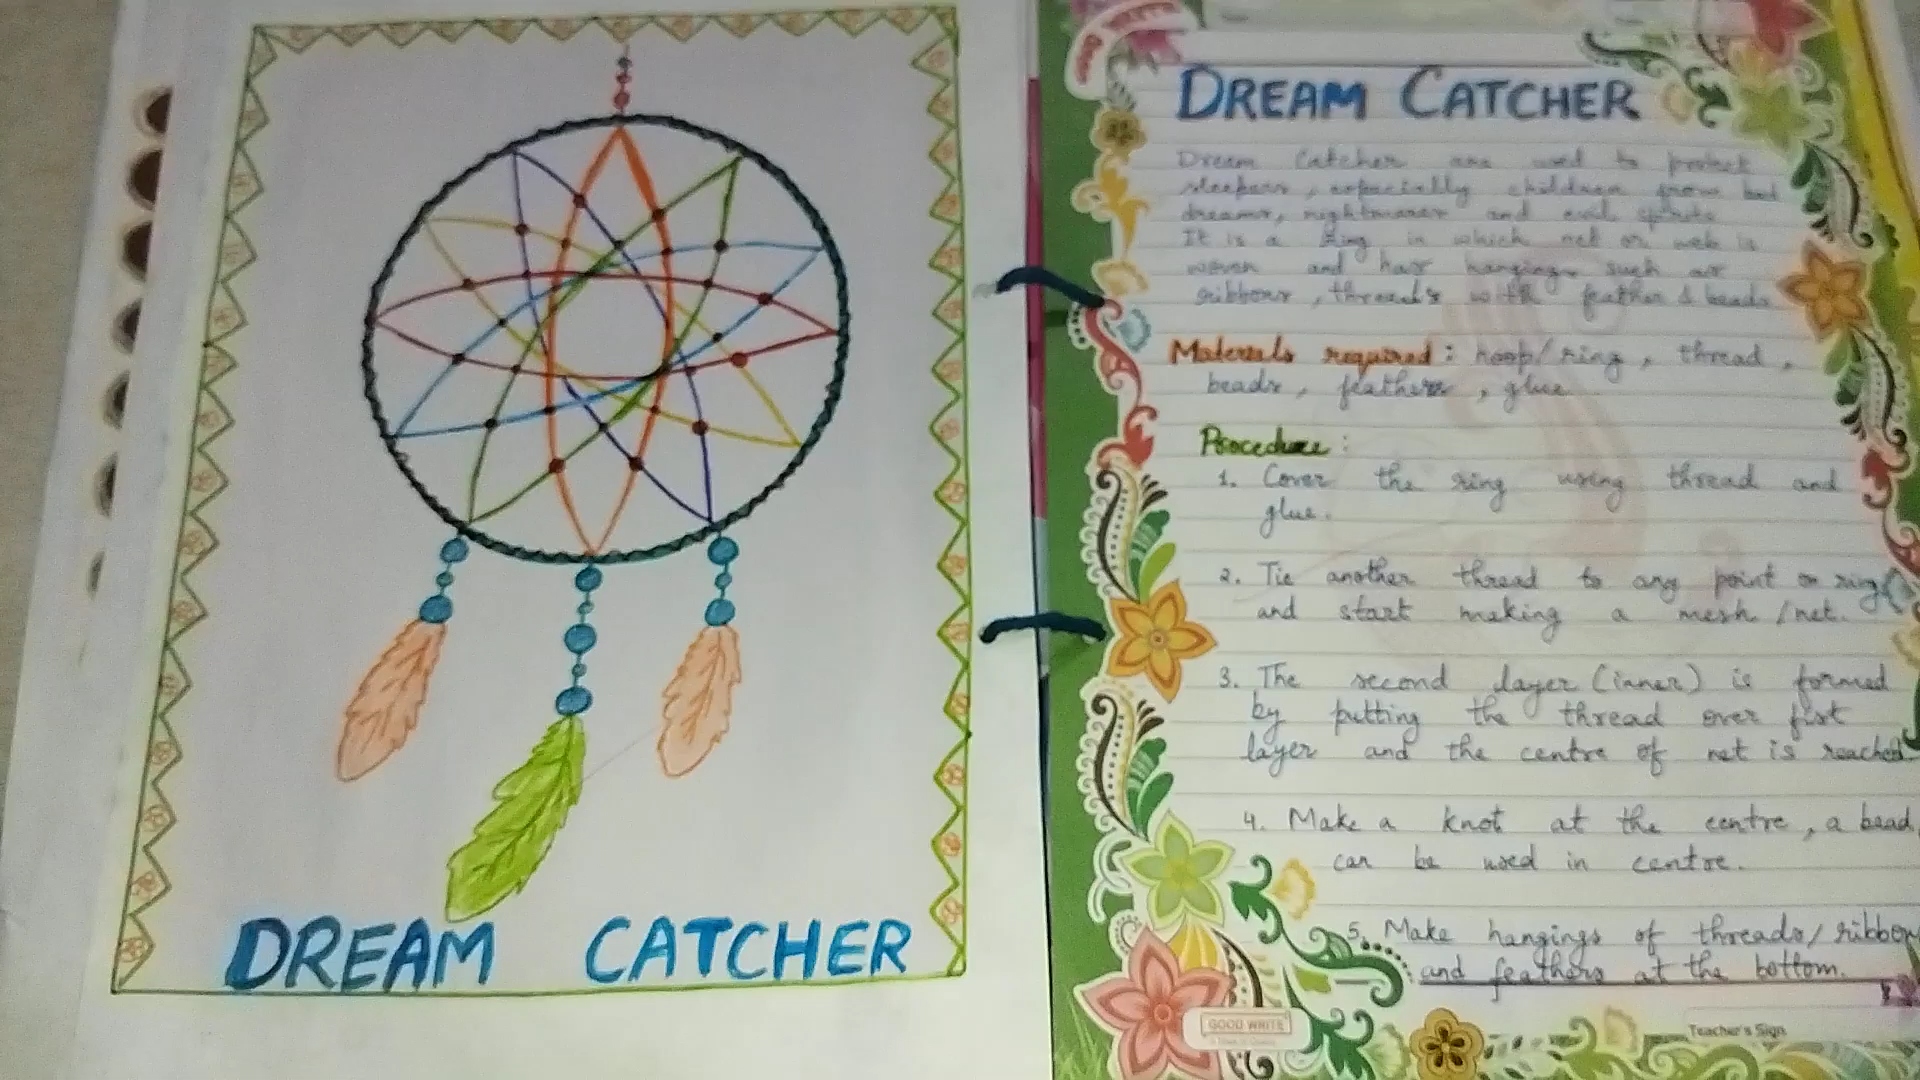 DREAM CATCHER
DREAM CATCHER
Dream Catcher are used to protect
sleepers, especially children from bad
dreams, nightmares and evil spirits
It is a Ring in which net or web is
woven and has hangings such as
ribbons, threads with feather & beads
Materials required: hoop/ring, thread,
beads, feathers, glue.
Procedure:
1. Cover the ring using thread and
glue.
2. Tie another thread to any point on ring
and start making a mesh/net.
3. The second layer (inner) is formed
by putting the thread over fist
layer and the centre of net is reached
4. Make a knot at the centre, a bead
can be used in centre.
5. Make hangings of threads/ribbon
and feathers at the bottom.
GOOD WRITE
Teacher's Sign